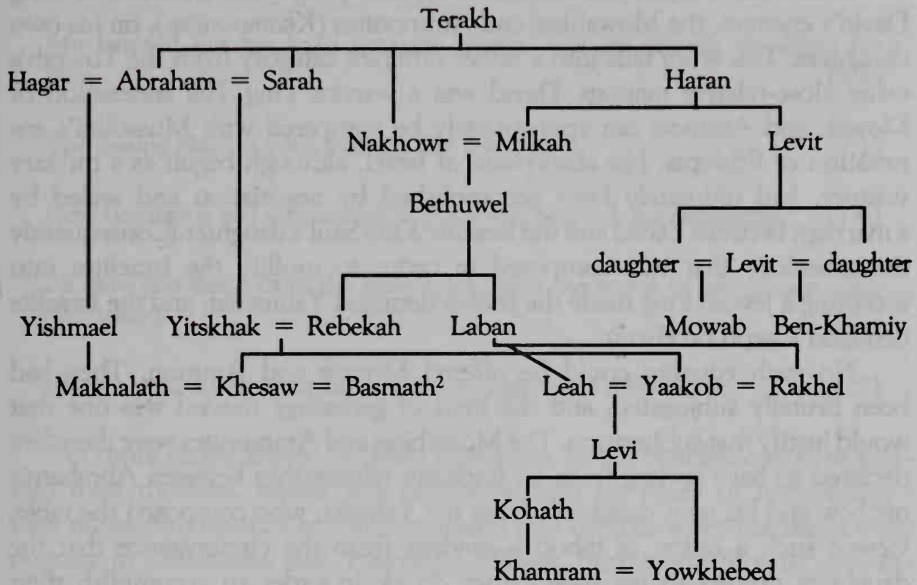 Terakh
Hagar = Abraham = Sarah Haran
Nakhowr = Milkah Levit
Bethuwel
daughter = Levit = daughter
Yishmael Yitskhak = Rebekah Laban Mowab Ben-Khamiy
Makhalath = Khesaw = Basmath² Leah = Yaakob = Rakhel
Levi
Kohath
Khamram = Yowkhebed